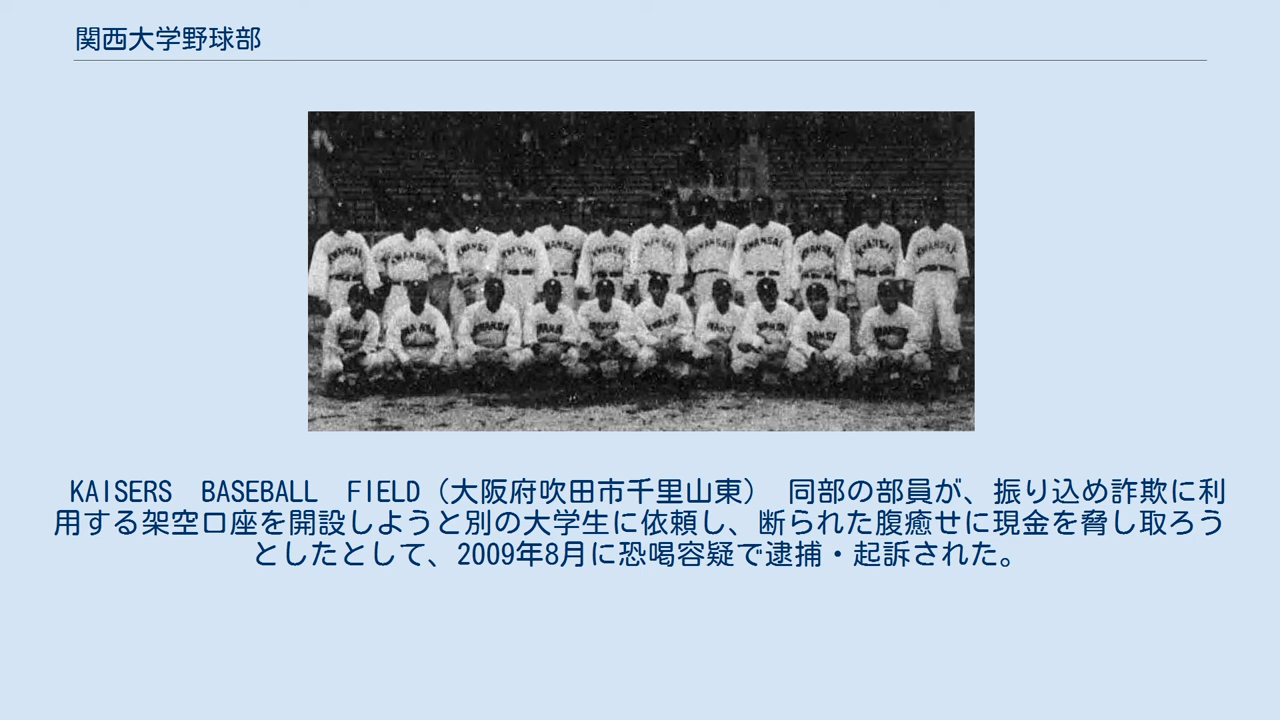 関西大学野球部
KWANSAI
KAISERS　BASEBALL　FIELD（大阪府吹田市千里山東）　同部の部員が、振り込め詐欺に利
用する架空口座を開設しようと別の大学生に依頼し、断られた腹癒せに現金を脅し取ろう
としたとして、2009年8月に恐喝容疑で逮捕・起訴された。